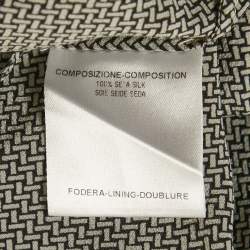 COMPOSIZIONE-COMPOSITION
100% SETA SILK
SOIE SEIDE SEDA
FODERA-LINING-DOUBLURE